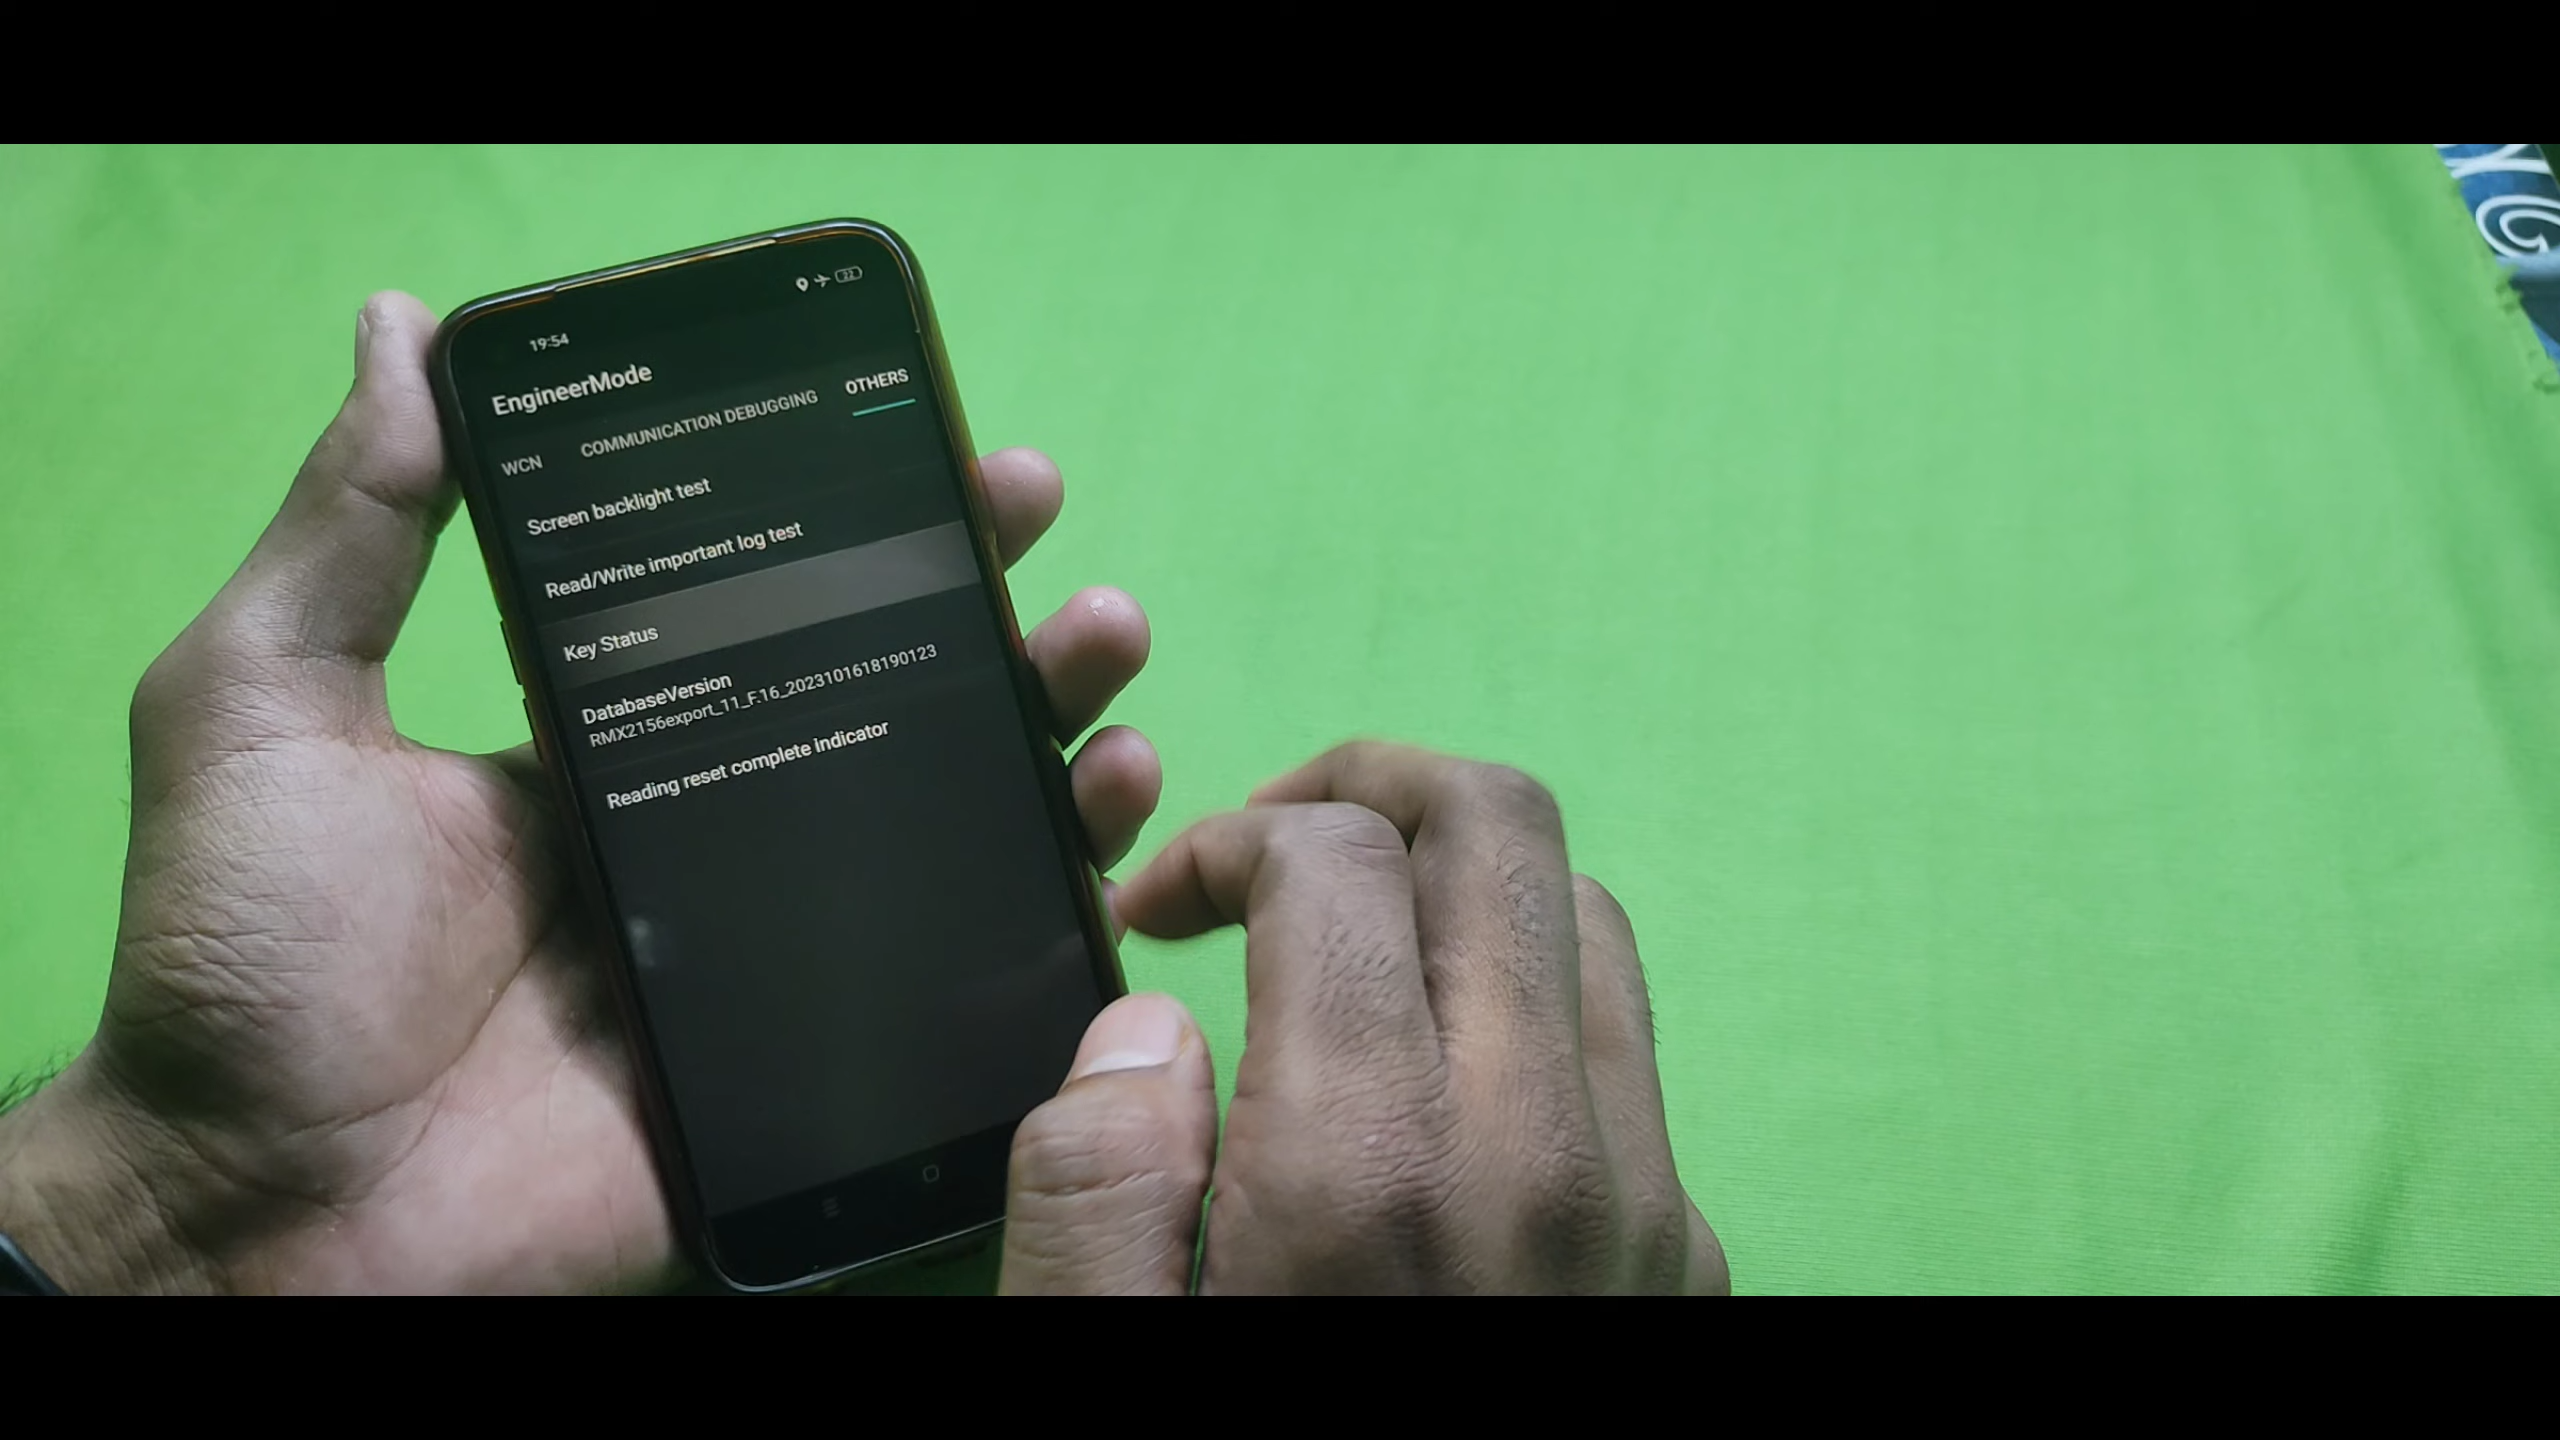 22
19:54
EngineerMode
WCN COMMUNICATION DEBUGGING OTHERS
Screen backlight test
Read/Write important log test
Key Status
DatabaseVersion
RMX2156export_11_F.16_2023101618190123
Reading reset complete indicator